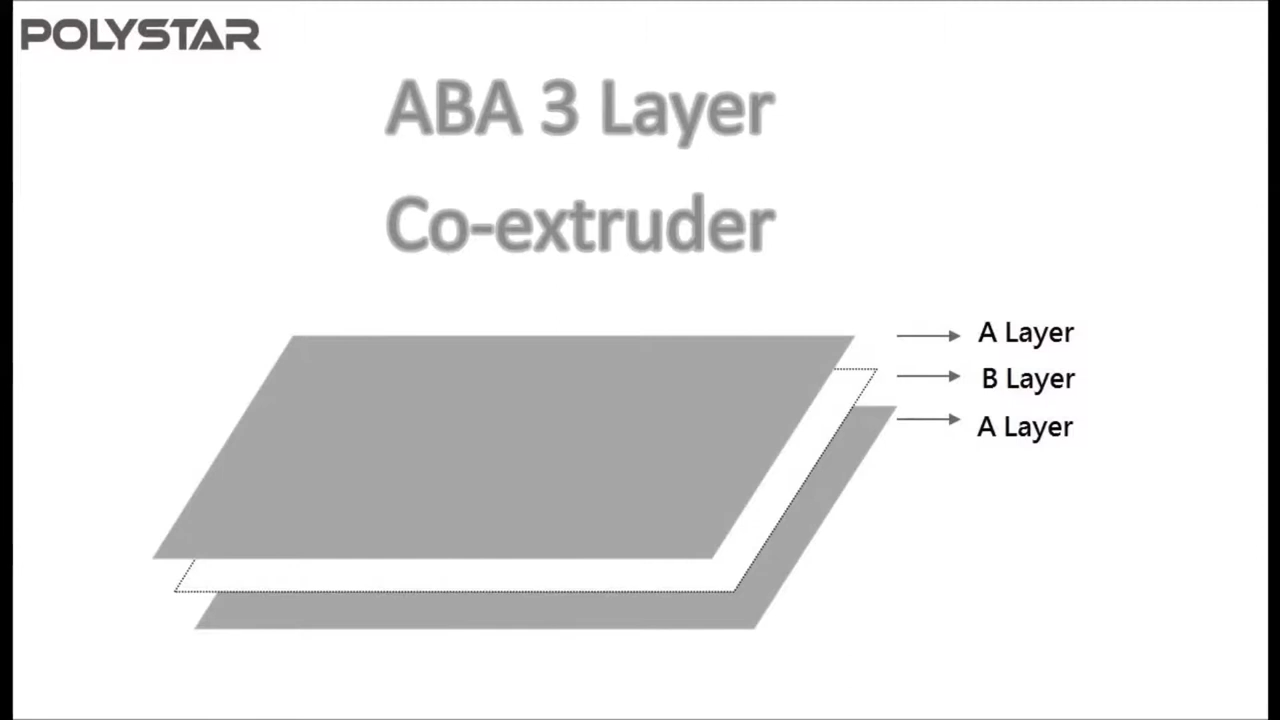 POLYSTAR
ABA 3 Layer
Co-extruder
A Layer
B Layer
A Layer